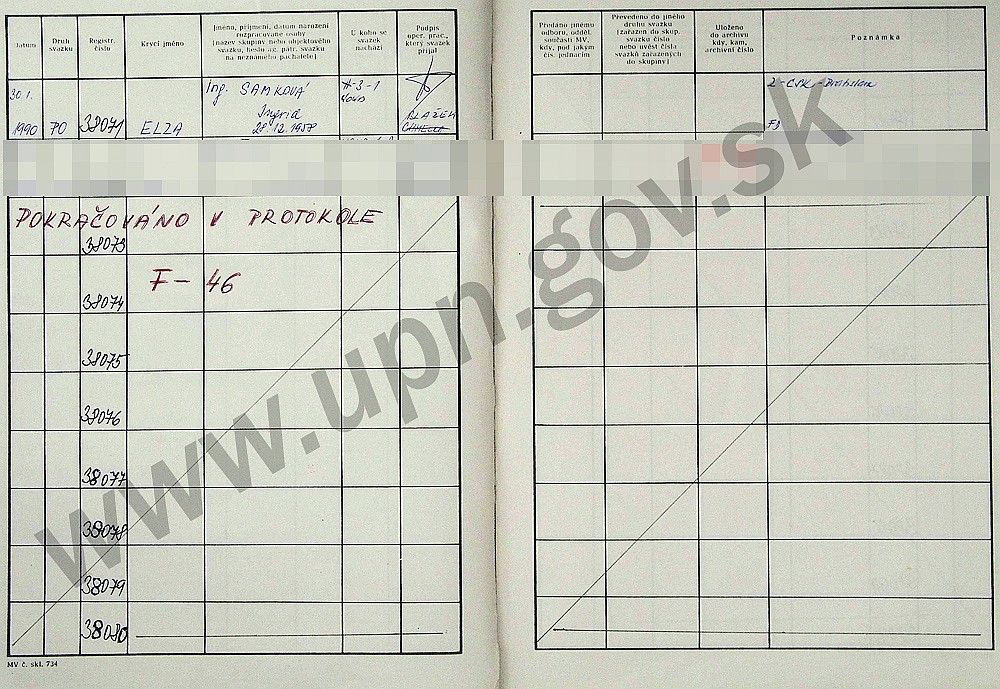 Datum
Druh
svazku
Registr.
číslo
Krycí jméno
Jméno, příjmení, datum narození
rozpracované osoby
(název skupiny nebo objektového
svazku, heslo ag. pátr. svazku
na neznámého pachatele)
U koho se
svazek
nachází
Podpis
oper. prac.,
který svazek
přijal
Předáno jinému
odboru, odděl.
součásti MV,
kdy, pod jakým
čís. jednacím
Převedeno do jiného
druhu svazku
(zařazen do skup.
svazku číslo
nebo uvést čísla
svazků zařazených
do skupiny)
Uloženo
do archivu
kdy, kam,
archivní číslo
Poznámka
30.1.
1990
PO
38071
ELZA
Ing. SAMKOVÁ
Ingrid
28.12.1958
BLAŽEK
POKRAČOVÁNO V PROTOKOLE
38073
F - 46
38074
38075
38076
38077
38078
38079
38080
MV č. skl. 734
www.upn.gov.sk